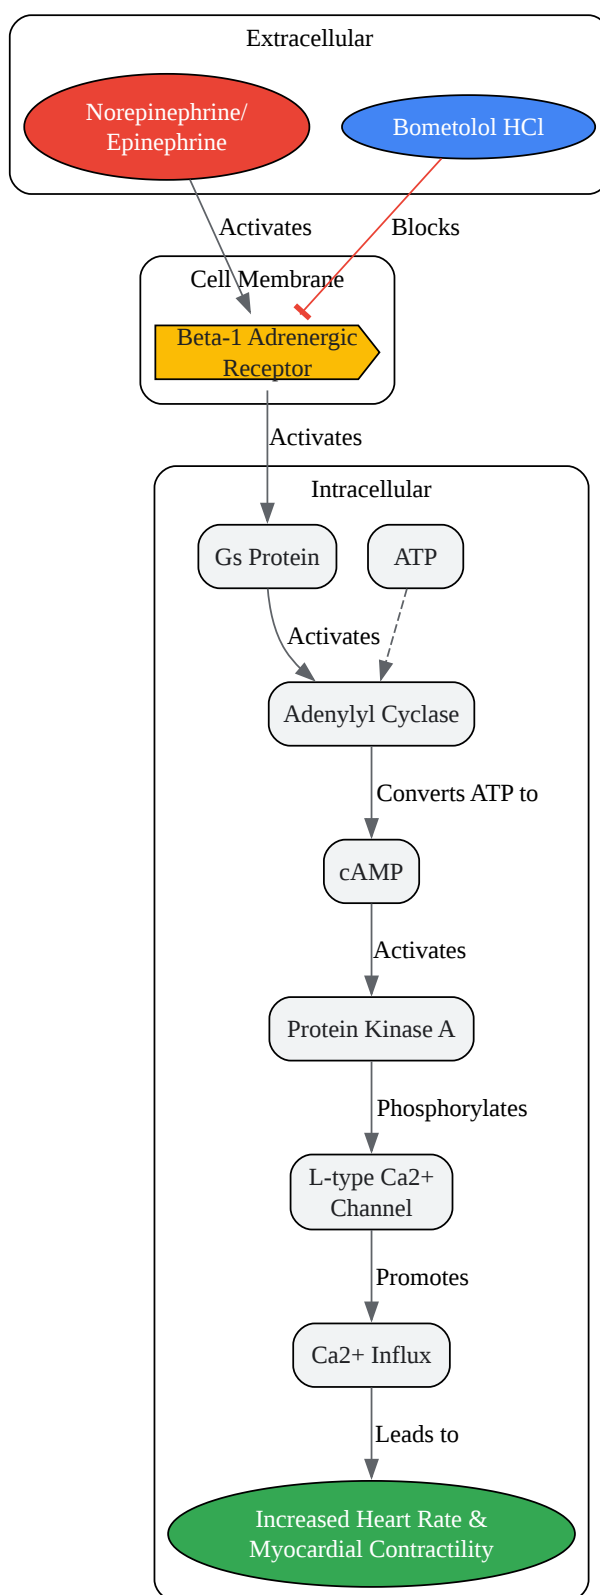 Extracellular
Norepinephrine/
Epinephrine
Bometolol HCl
Activates
Blocks
Cell Membrane
Beta-1 Adrenergic
Receptor
Activates
Intracellular
Gs Protein
ATP
Activates
Adenylyl Cyclase
Converts ATP to
cAMP
Activates
Protein Kinase A
Phosphorylates
L-type Ca2+
Channel
Promotes
Ca2+ Influx
Leads to
Increased Heart Rate &
Myocardial Contractility